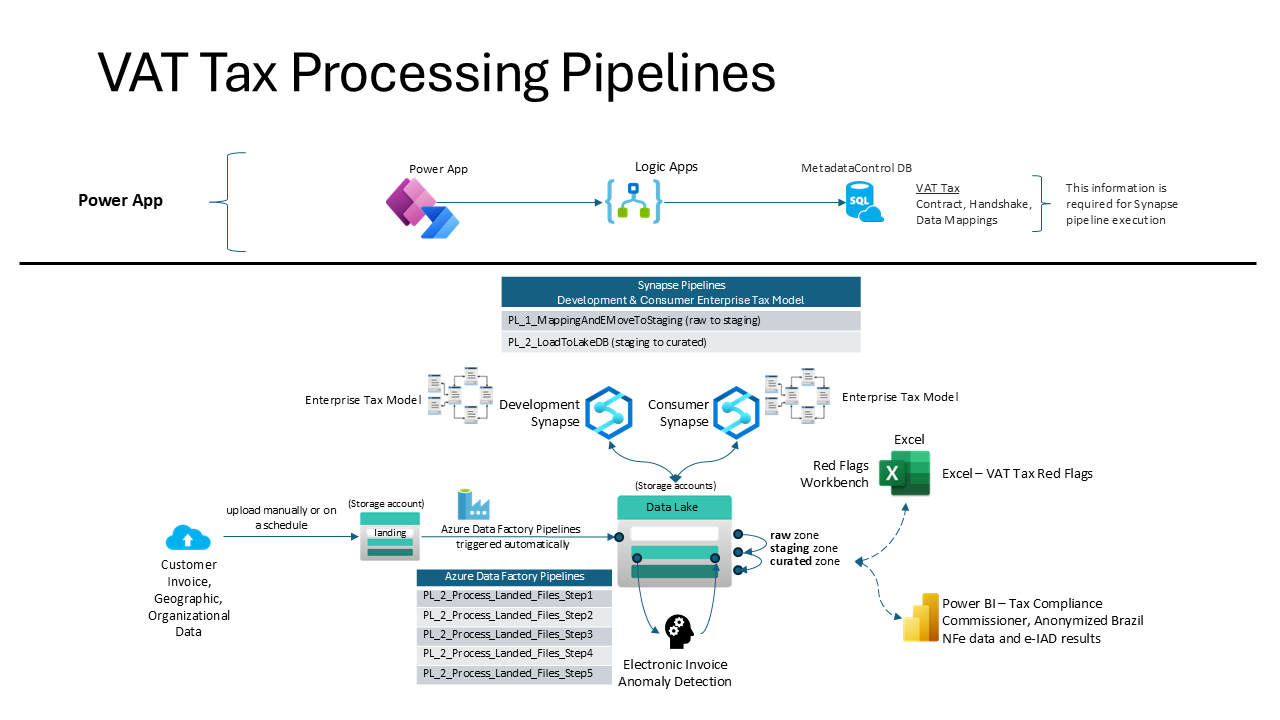 VAT Tax Processing Pipelines
Power App
Power App
Logic Apps
MetadataControl DB
SQL
VAT Tax
Contract, Handshake,
Data Mappings
This information is
required for Synapse
pipeline execution
Synapse Pipelines
Development & Consumer Enterprise Tax Model
PL_1_MappingAndEMoveToStaging (raw to staging)
PL_2_LoadToLakeDB (staging to curated)
Enterprise Tax Model
Development
Synapse
Consumer
Synapse
Enterprise Tax Model
Excel
Red Flags
Workbench
X
Excel – VAT Tax Red Flags
upload manually or on
a schedule
(Storage account)
landing
Azure Data Factory Pipelines
triggered automatically
(Storage accounts)
Data Lake
raw zone
staging zone
curated zone
Customer
Invoice,
Geographic,
Organizational
Data
Azure Data Factory Pipelines
PL_2_Process_Landed_Files_Step1
PL_2_Process_Landed_Files_Step2
PL_2_Process_Landed_Files_Step3
PL_2_Process_Landed_Files_Step4
PL_2_Process_Landed_Files_Step5
Electronic Invoice
Anomaly Detection
Power BI – Tax Compliance
Commissioner, Anonymized Brazil
NFe data and e-IAD results